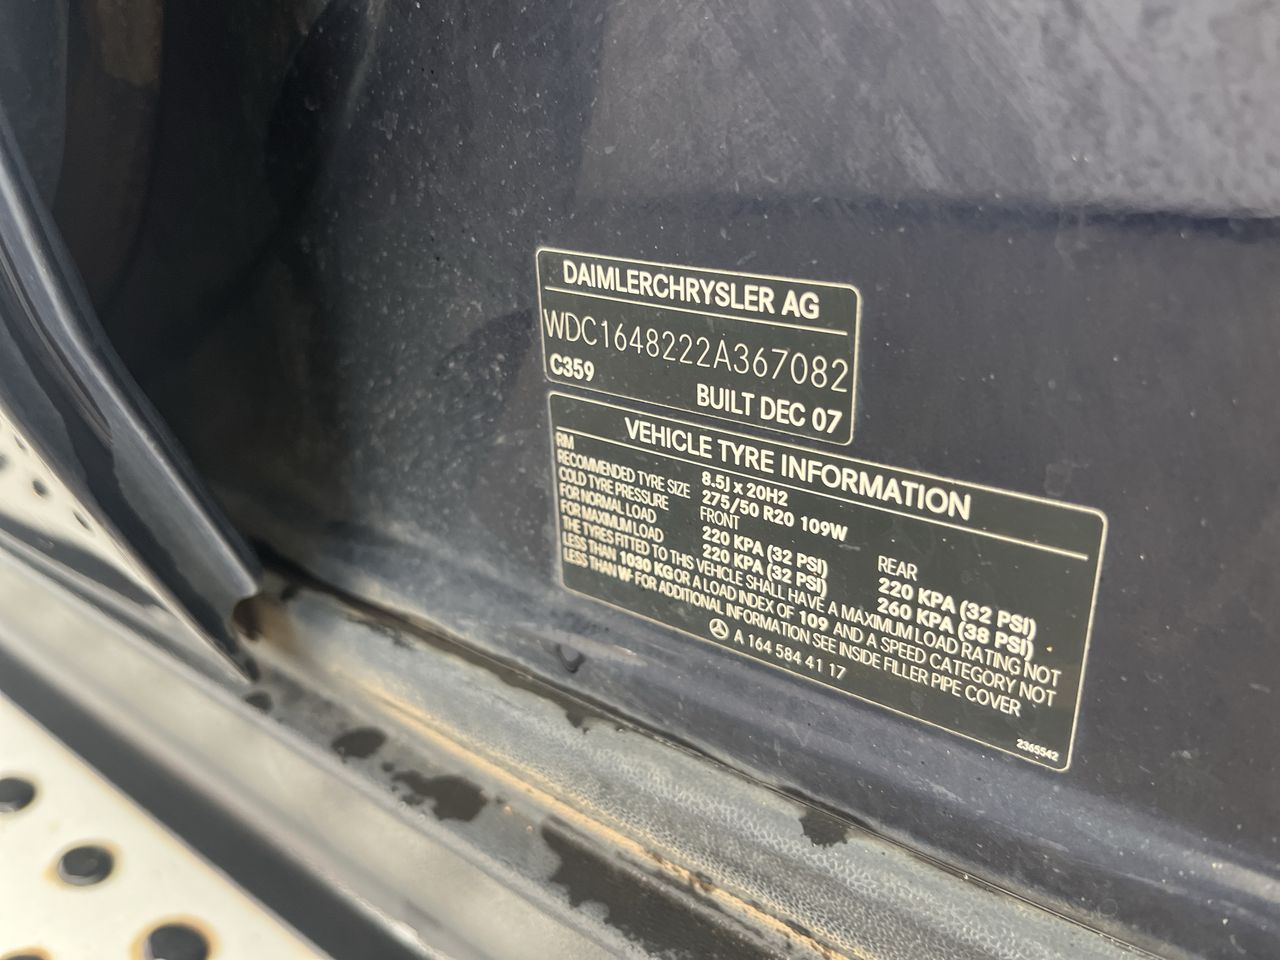 DAIMLERCHRYSLER AG
WDC1648222A367082
C359
BUILT DEC 07
VEHICLE TYRE INFORMATION
RIM 8.5J x 20H2
RECOMMENDED TYRE SIZE 275/50 R20 109W
COLD TYRE PRESSURE FRONT REAR
FOR NORMAL LOAD 220 KPA (32 PSI) 220 KPA (32 PSI)
FOR MAXIMUM LOAD 220 KPA (32 PSI) 260 KPA (38 PSI)
THE TYRES FITTED TO THIS VEHICLE SHALL HAVE A MAXIMUM LOAD RATING NOT
LESS THAN 1030 KG OR A LOAD INDEX OF 109 AND A SPEED CATEGORY NOT
LESS THAN W- FOR ADDITIONAL INFORMATION SEE INSIDE FILLER PIPE COVER
A 164 584 41 17
2365542